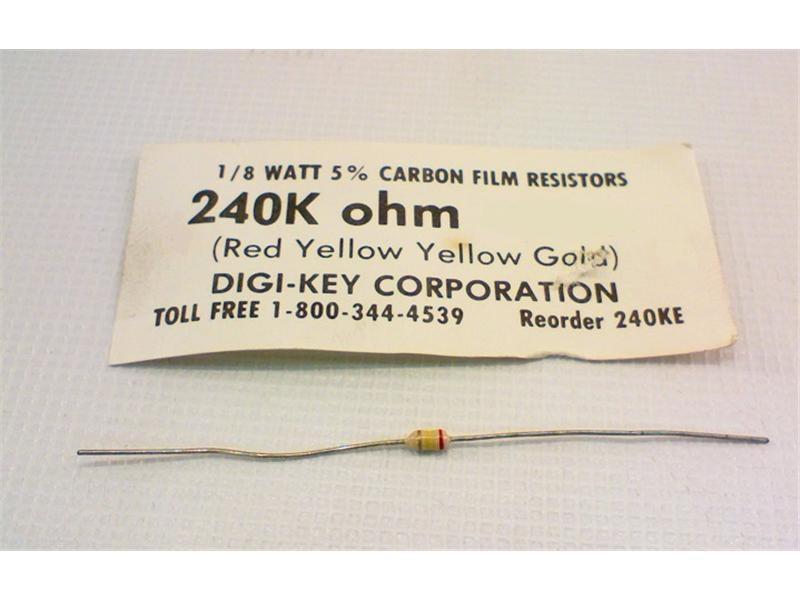 1/8 WATT 5% CARBON FILM RESISTORS
240K ohm
(Red Yellow Yellow Gold)
DIGI-KEY CORPORATION
TOLL FREE 1-800-344-4539 Reorder 240KE